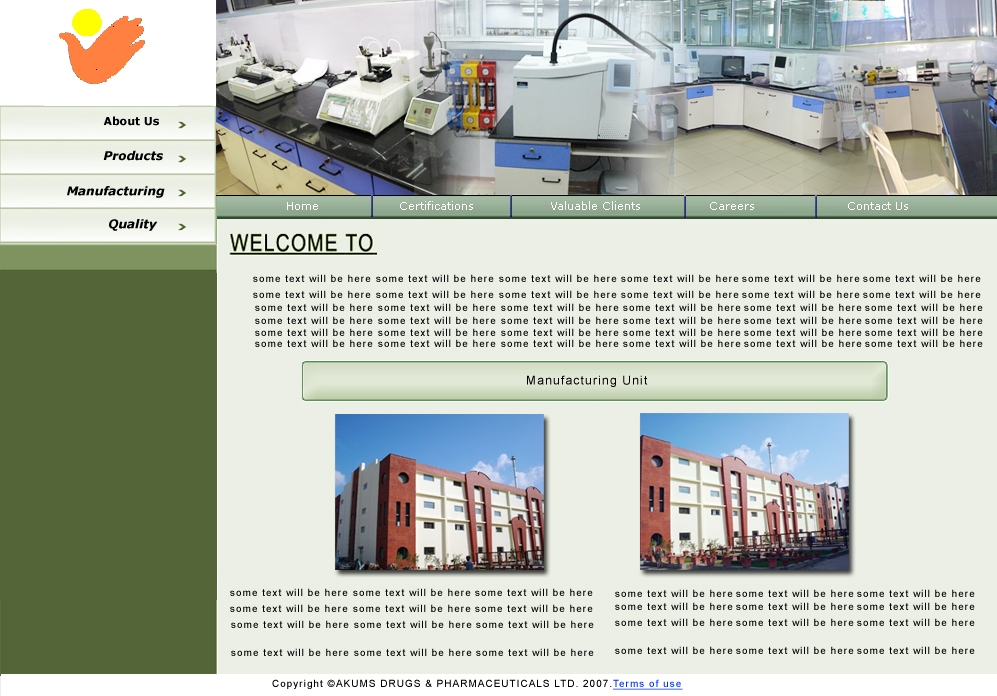 About Us
Products
Manufacturing
Quality
Home Certifications Valuable Clients Careers Contact Us
WELCOME TO
some text will be here some text will be here some text will be here some text will be here some text will be here some text will be here
some text will be here some text will be here some text will be here some text will be here some text will be here some text will be here
some text will be here some text will be here some text will be here some text will be here some text will be here some text will be here
some text will be here some text will be here some text will be here some text will be here some text will be here some text will be here
some text will be here some text will be here some text will be here some text will be here some text will be here some text will be here
some text will be here some text will be here some text will be here some text will be here some text will be here some text will be here
Manufacturing Unit
some text will be here some text will be here some text will be here
some text will be here some text will be here some text will be here
some text will be here some text will be here some text will be here
some text will be here some text will be here some text will be here
some text will be here some text will be here some text will be here
some text will be here some text will be here some text will be here
some text will be here some text will be here some text will be here
some text will be here some text will be here some text will be here
Copyright ©AKUMS DRUGS & PHARMACEUTICALS LTD. 2007.Terms of use